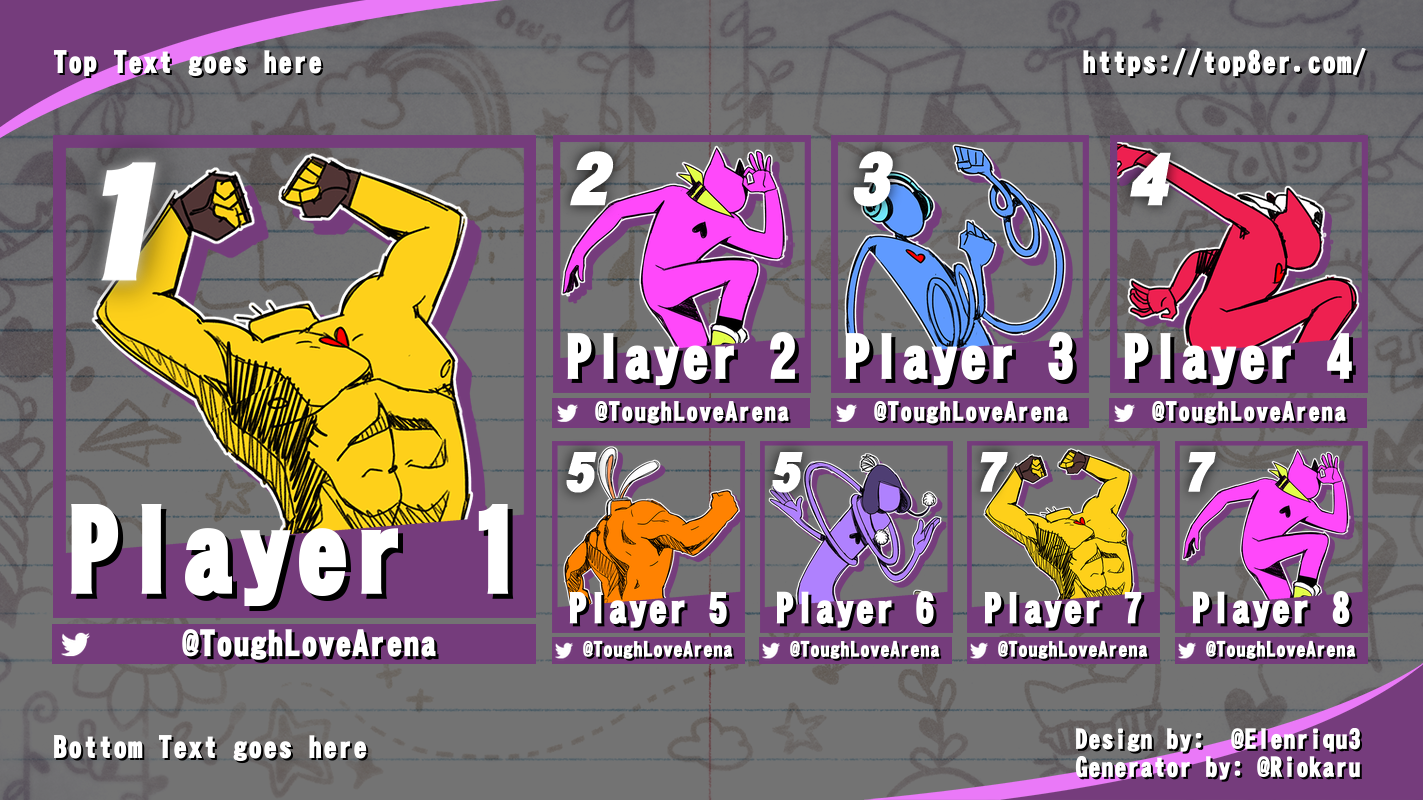 Top Text goes here
https://top8er.com/
1
Player 1
@ToughLoveArena
2
Player 2
@ToughLoveArena
3
Player 3
@ToughLoveArena
4
Player 4
@ToughLoveArena
5
Player 5
@ToughLoveArena
5
Player 6
@ToughLoveArena
7
Player 7
@ToughLoveArena
7
Player 8
@ToughLoveArena
Bottom Text goes here
Design by: @Elenriqu3
Generator by: @Riokaru